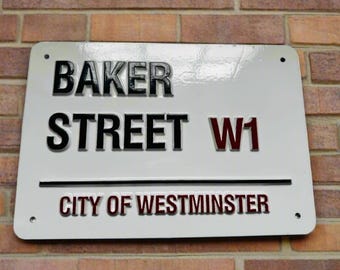 BAKER
STREET W1
CITY OF WESTMINSTER